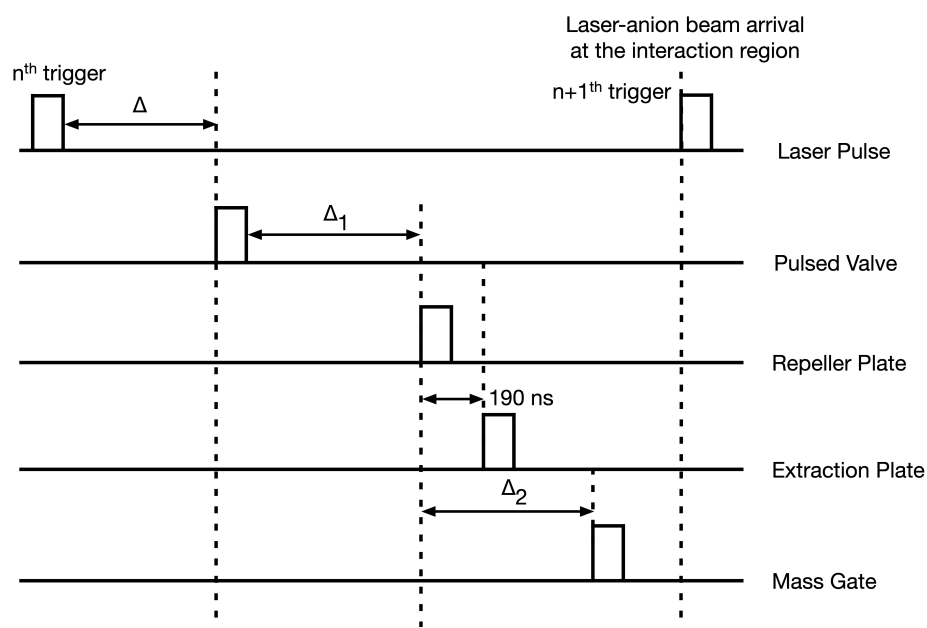 Laser-anion beam arrival
at the interaction region
nth trigger
Δ
n+1th trigger
Laser Pulse
Δ1
Pulsed Valve
Repeller Plate
190 ns
Extraction Plate
Δ2
Mass Gate